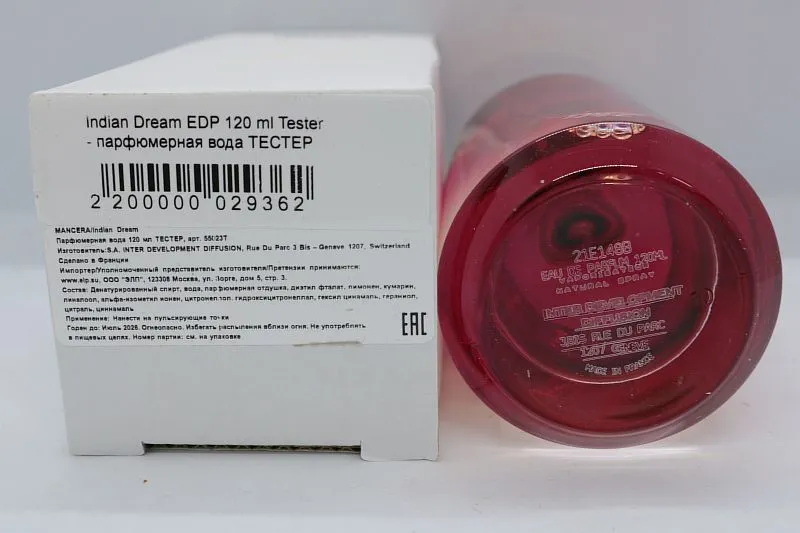 Indian Dream EDP 120 ml Tester
- парфюмерная вода ТЕСТЕР
2 200000 029362
MANCERA/Indian Dream
Парфюмерная вода 120 мл ТЕСТЕР, арт. 55023T
Изготовитель:S.A. INTER DEVELOPMENT DIFFUSION, Rue Du Parc 3 Bis – Geneve 1207, Switzerland
Сделано в Франции
Импортер/Уполномоченный представитель изготовителя/Претензии принимаются:
www.elp.su, ООО "ЭЛП", 123308 Москва, ул. Зорге, дом 5, стр. 3.
Состав: Денатурированный спирт, вода, парфюмерная отдушка, диэтил фталат, лимонен, кумарин,
линалоол, альфа-изометил ионен, цитронеллол, гидроксицитронеллал, гексил циннамаль, гераниол,
цитраль, циннамаль
Применение: Нанести на пульсирующие точки
Годен до: Июль 2026. Огнеопасно. Избегать распыления вблизи огня. Не употреблять
в пищевых целях. Номер партии: см. на упаковке
EAC
21E149B
EAU DE PARFUM 120ML
VAPORISATEUR
NATURAL SPRAY
INTER DEVELOPMENT
DIFFUSION
3BIS RUE DU PARC
1207 GENEVE
MADE IN FRANCE